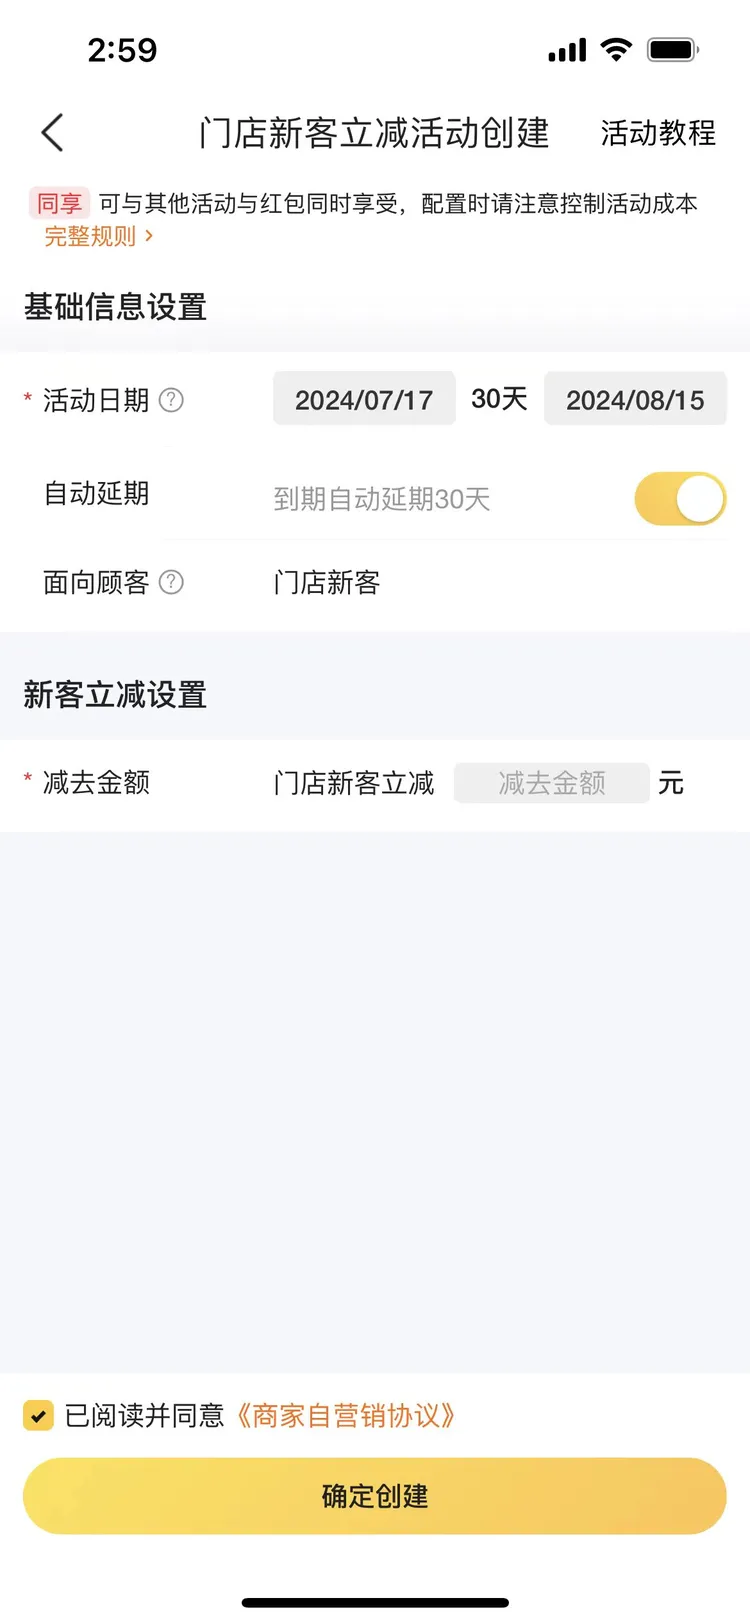 2:59
门店新客立减活动创建 活动教程
同享 可与其他活动与红包同时享受，配置时请注意控制活动成本
完整规则 >
基础信息设置
* 活动日期 ? 2024/07/17 30天 2024/08/15
自动延期 到期自动延期30天
面向顾客 ? 门店新客
新客立减设置
* 减去金额 门店新客立减 减去金额 元
已阅读并同意《商家自营销协议》
确定创建